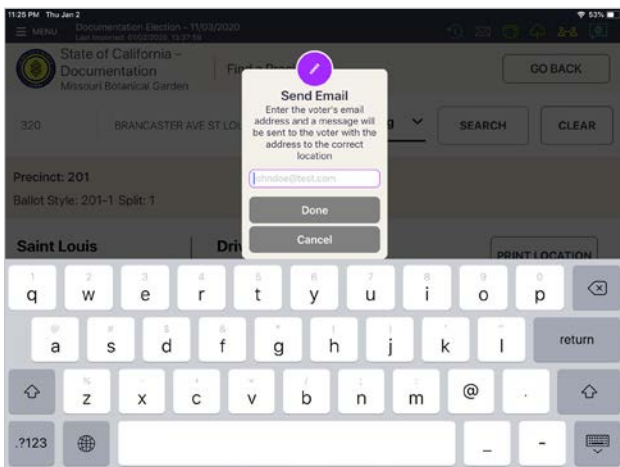 11:25 PM Thu Jan 2
53%
MENU
Documentation Election - 11/03/2020
State of California -
Documentation
Missouri Botanical Garden
Find a
GO BACK
320
BRANCASTER AVE ST
SEARCH
CLEAR
Send Email
Enter the voter's email
address and a message will
be sent to the voter with the
address to the correct
location
johndoe@test.com
Done
Cancel
Precinct: 201
Ballot Style: 201-1 Split: 1
Saint Louis
PRINT LOCATION
q w e r t y u i o p
a s d f g h j k l return
z x c v b n m @ .
.?123 _ -